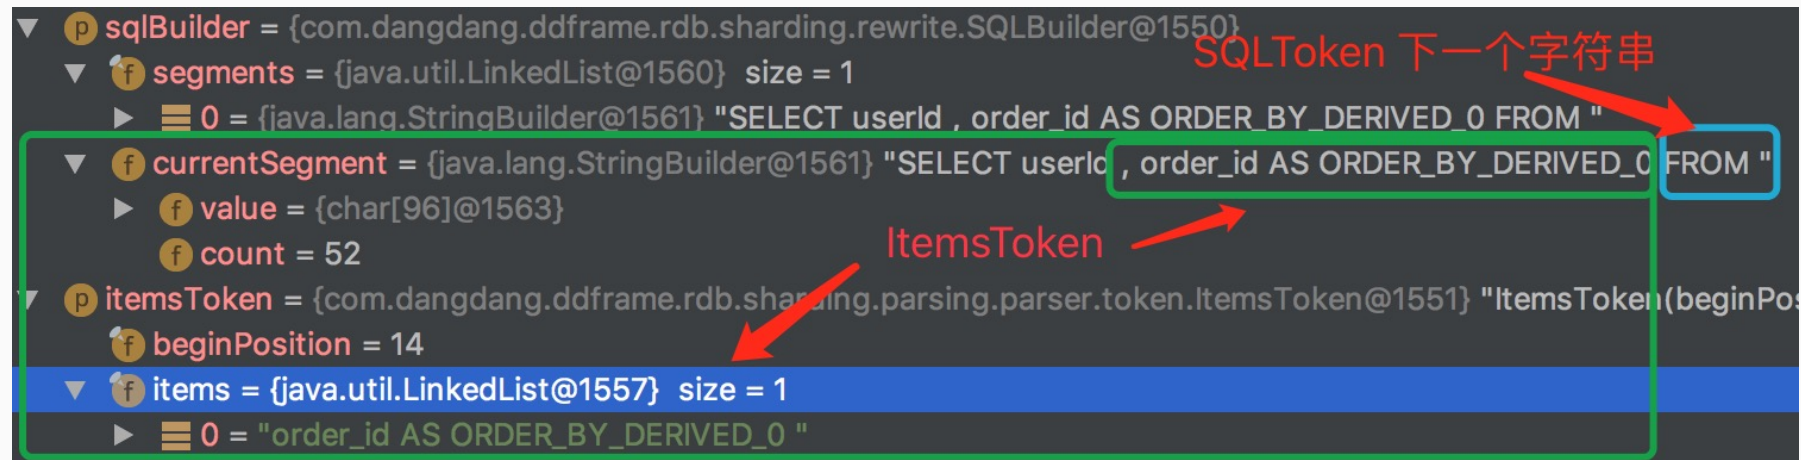 sqlBuilder = {com.dangdang.ddframe.rdb.sharding.rewrite.SQLBuilder@1550}
SQLToken 下一个字符串
segments = {java.util.LinkedList@1560} size = 1
0 = {java.lang.StringBuilder@1561} "SELECT userId , order_id AS ORDER_BY_DERIVED_0 FROM "
currentSegment = {java.lang.StringBuilder@1561} "SELECT userId , order_id AS ORDER_BY_DERIVED_0 FROM "
value = {char[96]@1563}
ItemsToken
count = 52
itemsToken = {com.dangdang.ddframe.rdb.sharding.parsing.parser.token.ItemsToken@1551} "ItemsToken(beginPos
beginPosition = 14
items = {java.util.LinkedList@1557} size = 1
0 = "order_id AS ORDER_BY_DERIVED_0 "